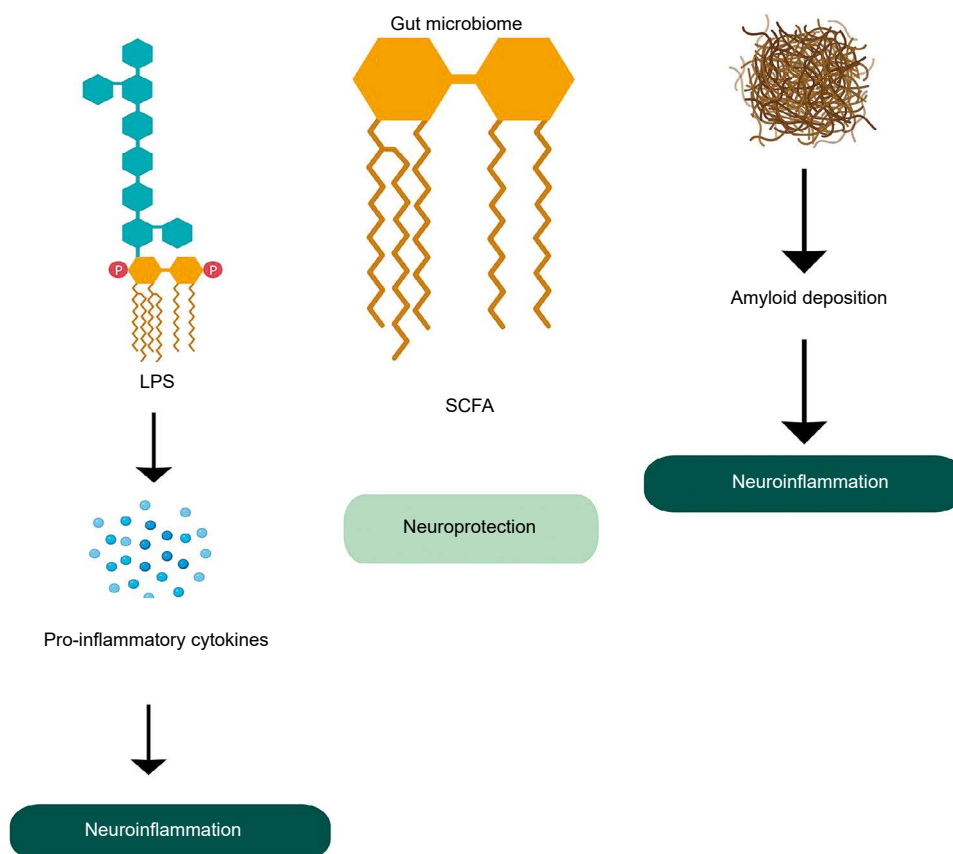 Gut microbiome
P
P
LPS
Pro-inflammatory cytokines
Neuroinflammation
SCFA
Neuroprotection
Amyloid deposition
Neuroinflammation